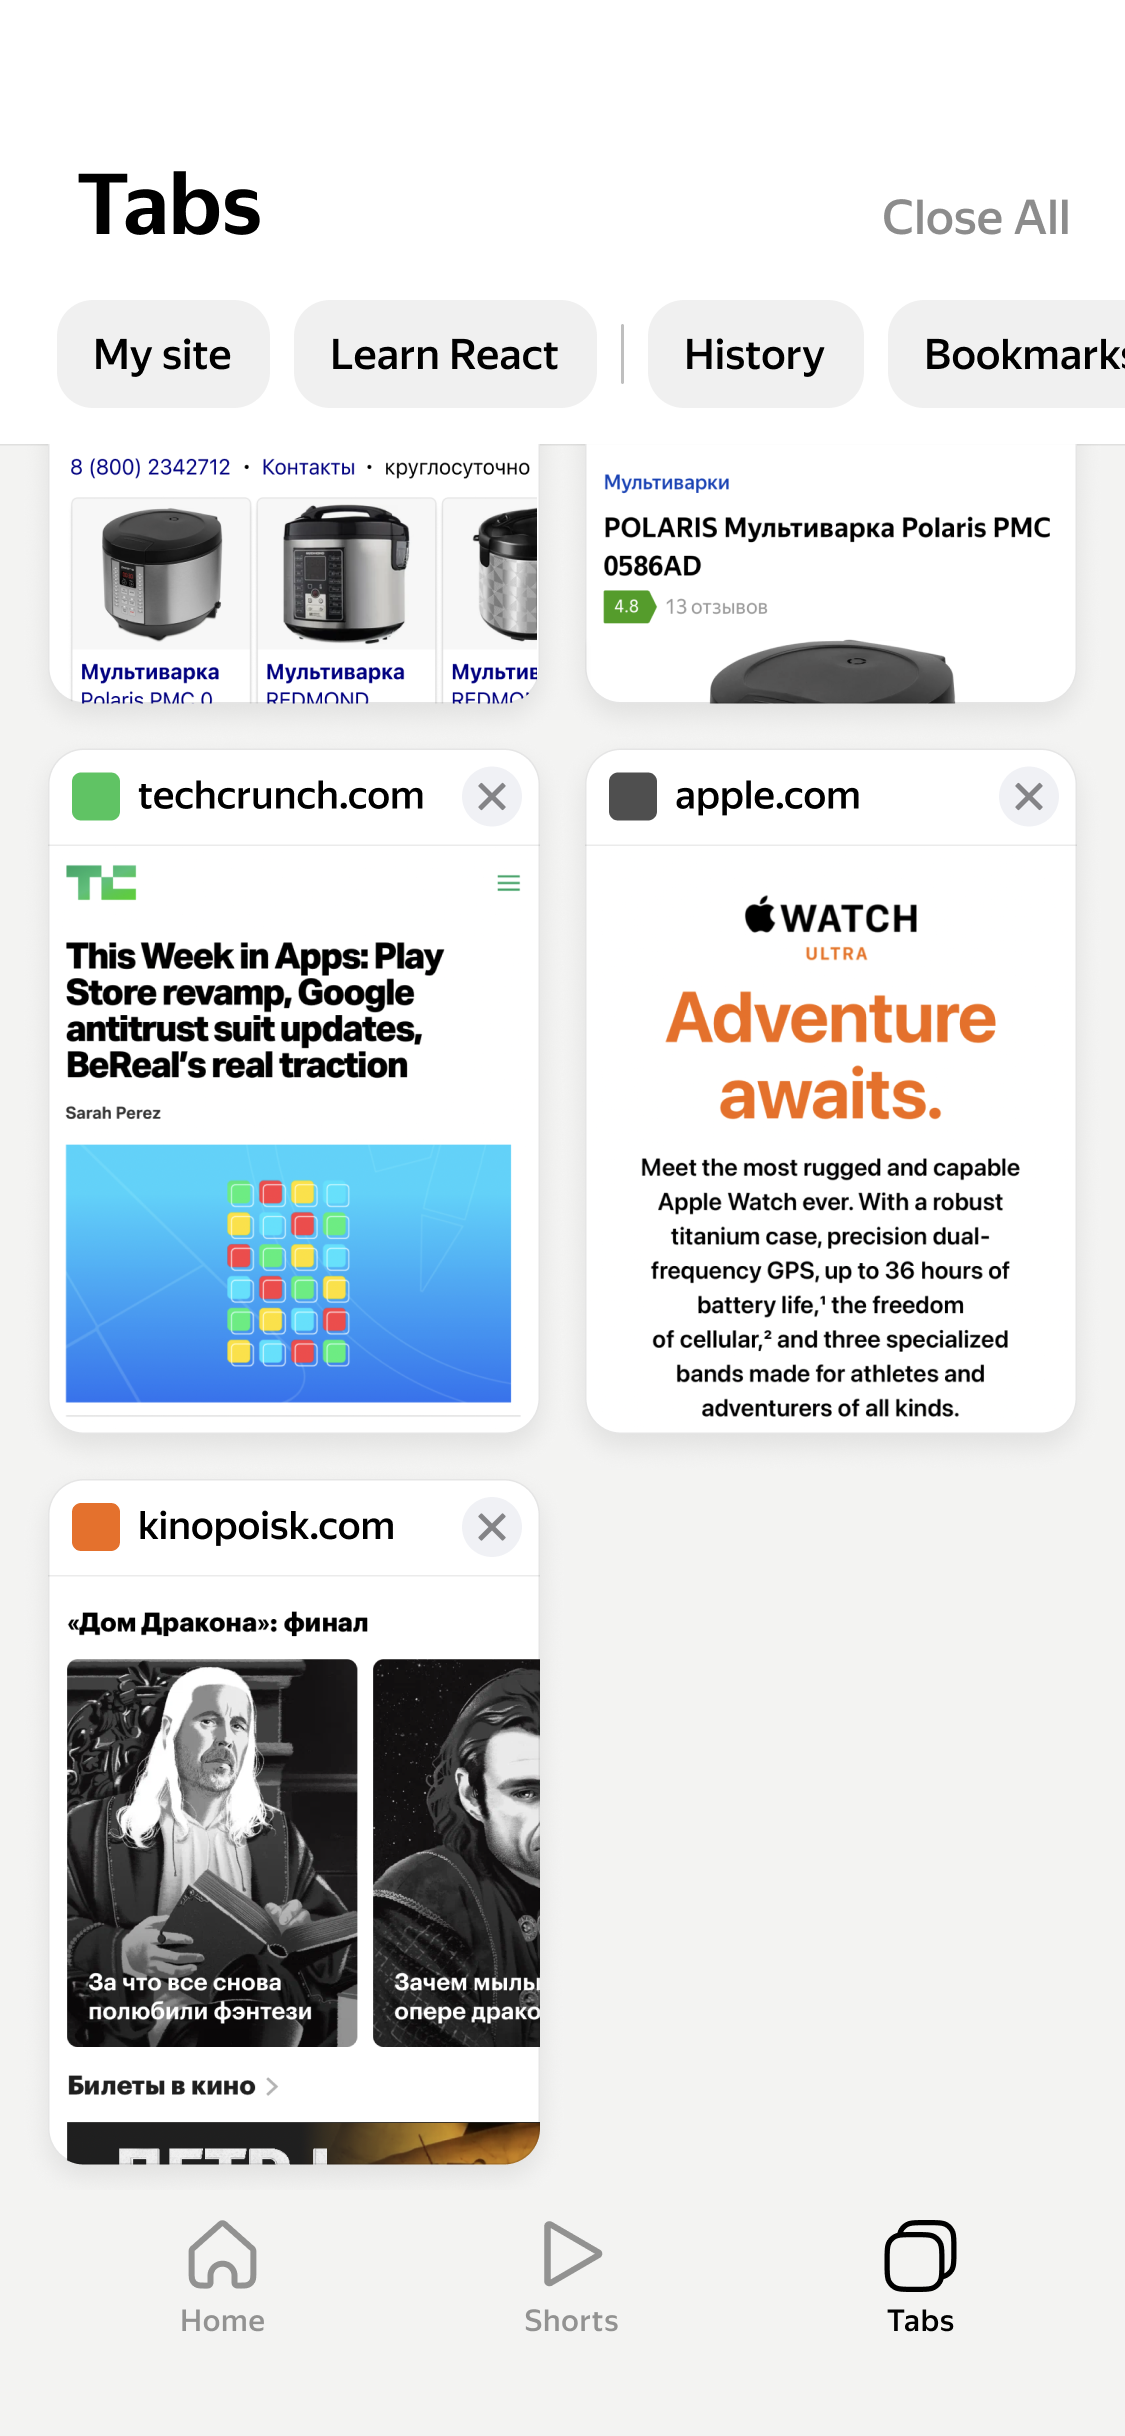 Tabs
Close All
My site
Learn React
History
Bookmarks
8 (800) 2342712 • Контакты • круглосуточно
Мультиварка
Polaris PMC 0
Мультиварка
REDMOND
Мультив
REDMO
Мультиварки
POLARIS Мультиварка Polaris PMC
0586AD
4.8
13 отзывов
techcrunch.com
TC
This Week in Apps: Play
Store revamp, Google
antitrust suit updates,
BeReal’s real traction
Sarah Perez
apple.com
WATCH
ULTRA
Adventure
awaits.
Meet the most rugged and capable
Apple Watch ever. With a robust
titanium case, precision dual-
frequency GPS, up to 36 hours of
battery life,¹ the freedom
of cellular,² and three specialized
bands made for athletes and
adventurers of all kinds.
kinopoisk.com
«Дом Дракона»: финал
За что все снова
полюбили фэнтези
Зачем мылы
опере драко
Билеты в кино
Home
Shorts
Tabs